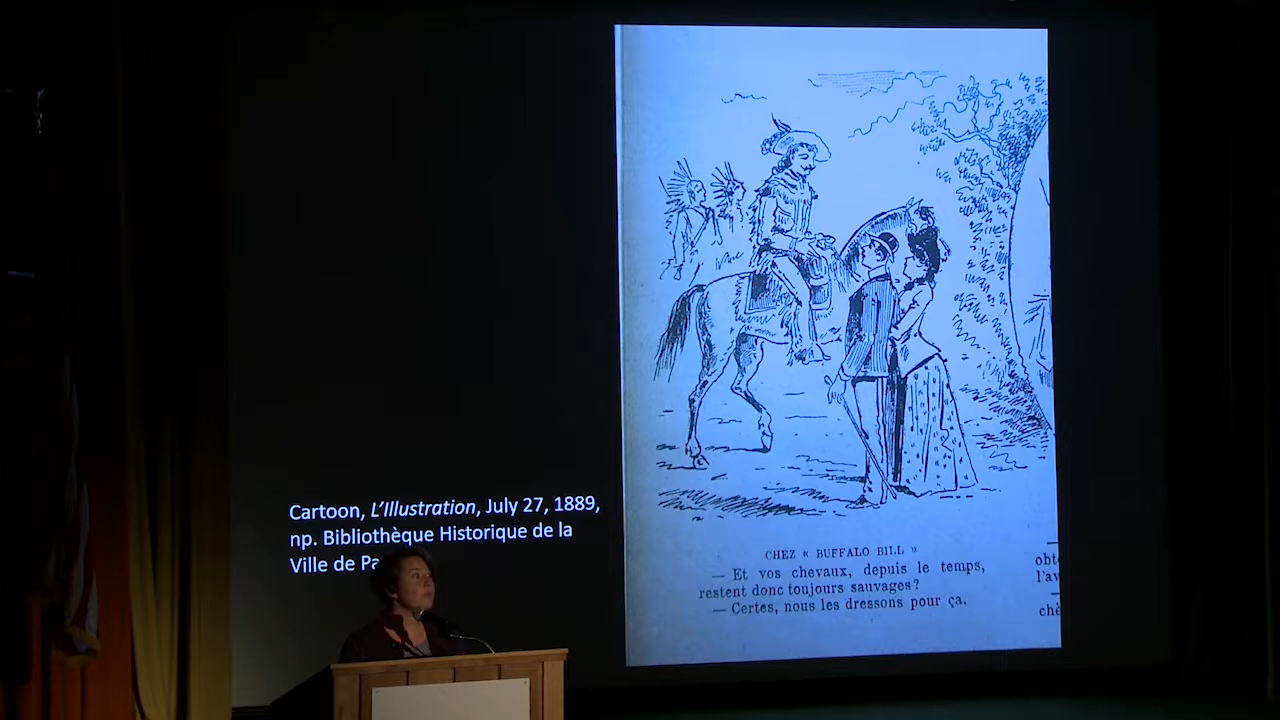 Cartoon, L'Illustration, July 27, 1889,
np. Bibliothèque Historique de la
Ville de Pa
CHEZ « BUFFALO BILL »
— Et vos chevaux, depuis le temps,
restent donc toujours sauvages?
— Certes, nous les dressons pour ça.
obt
l'av
chè